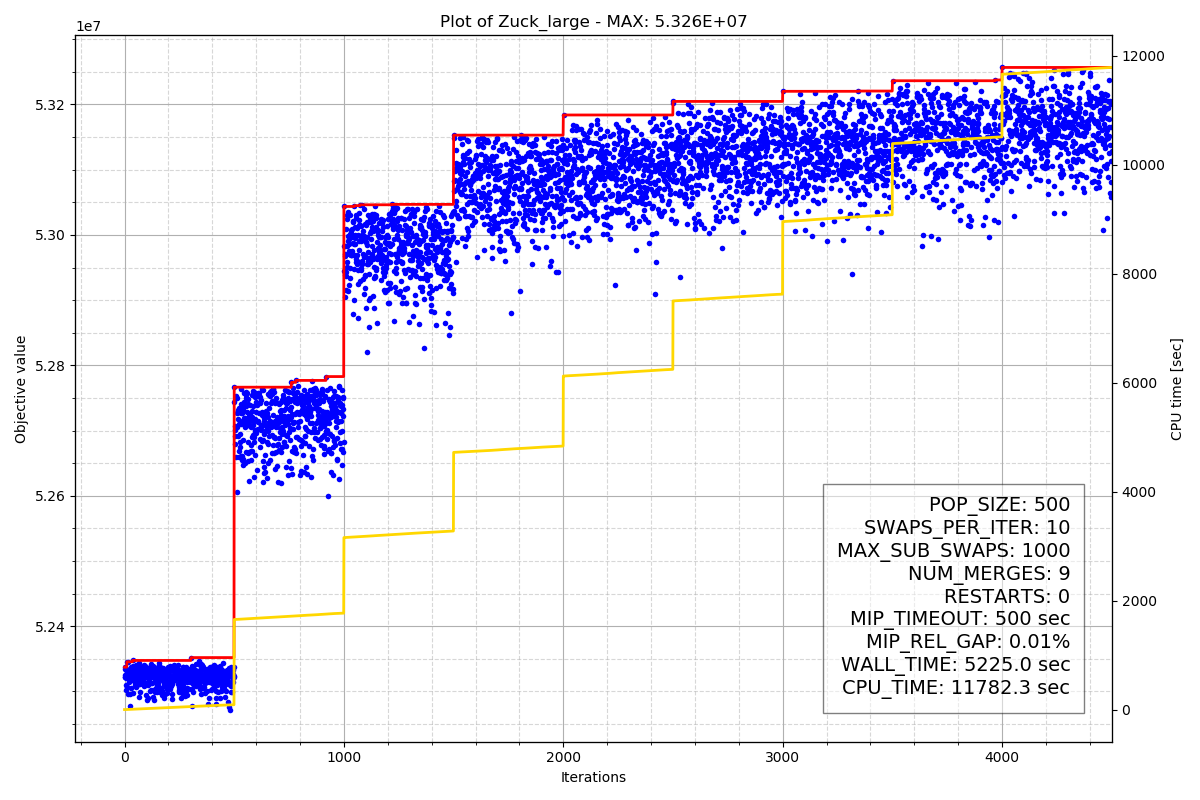 Plot of Zuck_large - MAX: 5.326E+07
1e7
5.32
5.30
5.28
5.26
5.24
Objective value
12000
10000
8000
6000
4000
2000
0
CPU time [sec]
POP_SIZE: 500
SWAPS_PER_ITER: 10
MAX_SUB_SWAPS: 1000
NUM_MERGES: 9
RESTARTS: 0
MIP_TIMEOUT: 500 sec
MIP_REL_GAP: 0.01%
WALL_TIME: 5225.0 sec
CPU_TIME: 11782.3 sec
0 1000 2000 3000 4000
Iterations